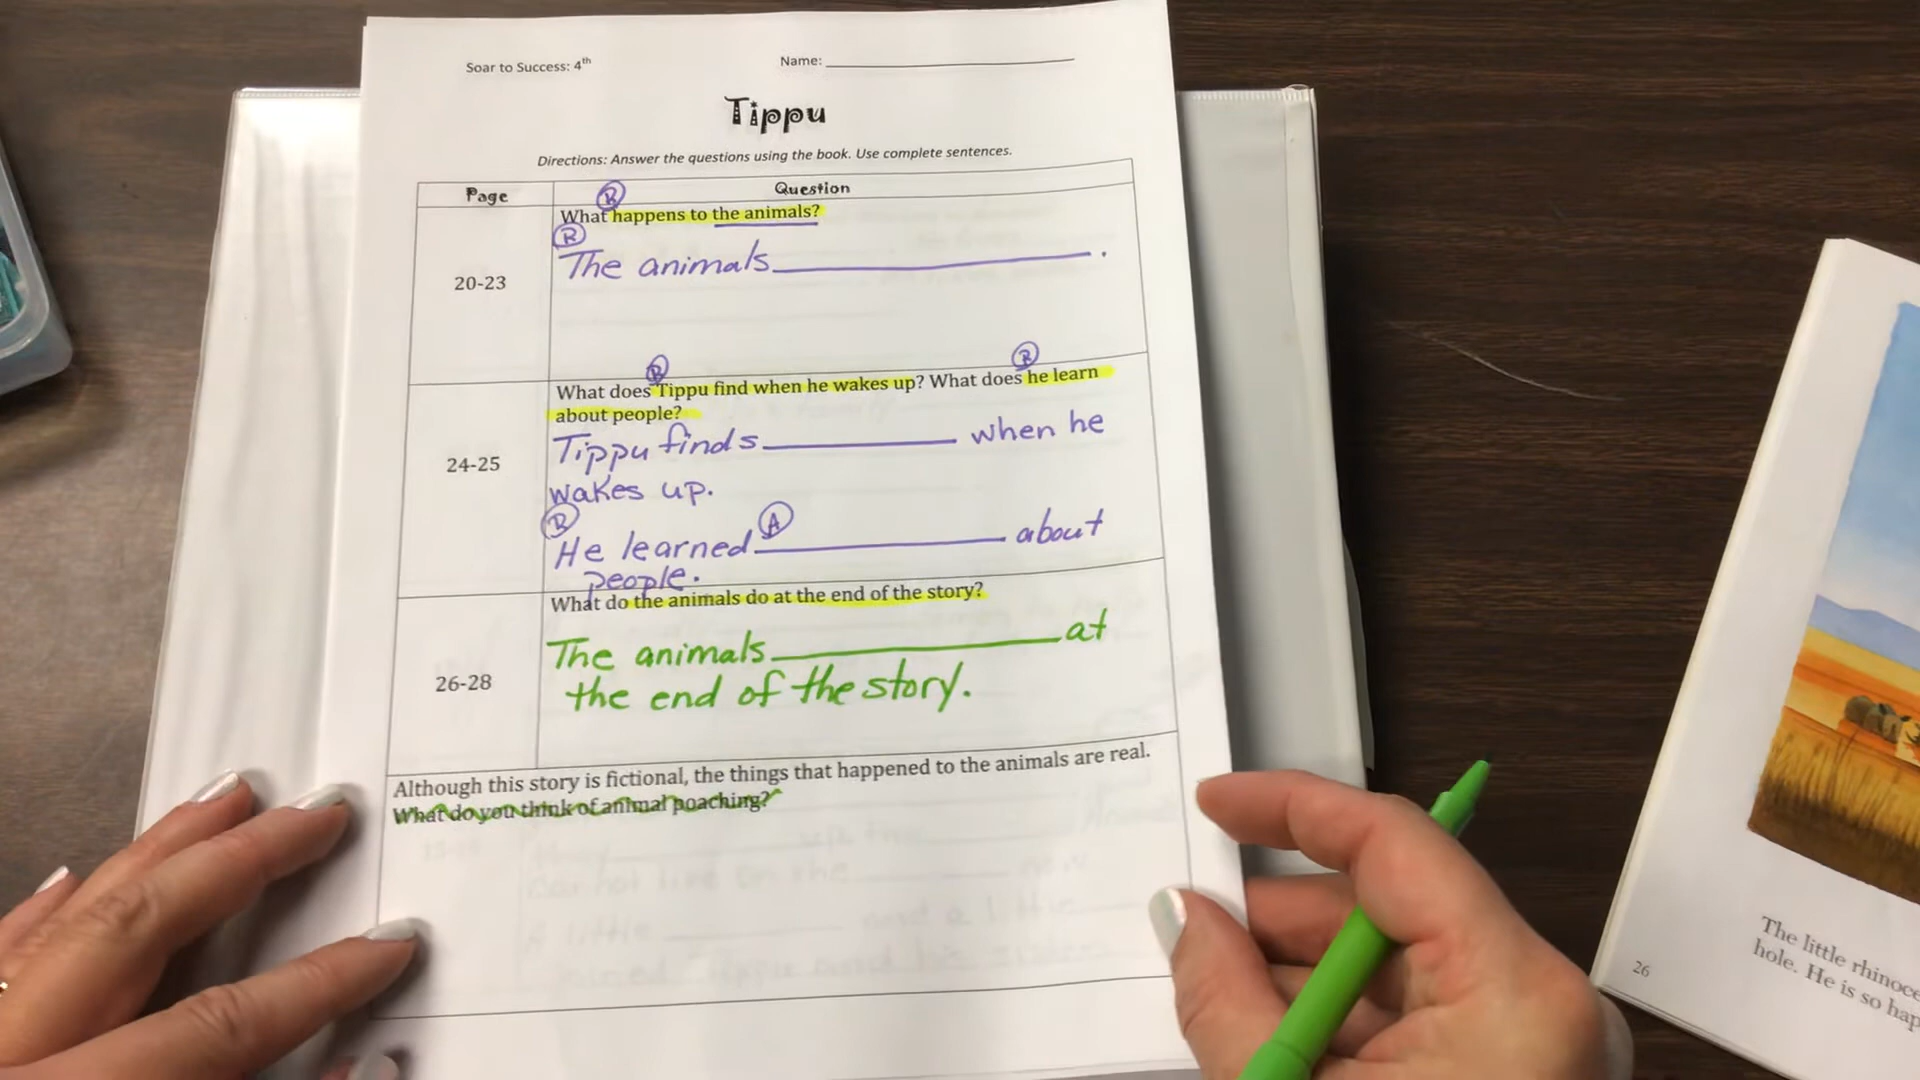 Soar to Success: 4th
Name:
Tippu
Directions: Answer the questions using the book. Use complete sentences.
Page
Question
R
What happens to the animals?
R
20-23
The animals .
R
R
What does Tippu find when he wakes up? What does he learn
about people?
24-25
Tippu finds when he
wakes up.
R
A
He learned about
people.
What do the animals do at the end of the story?
26-28
The animals at
the end of the story.
Although this story is fictional, the things that happened to the animals are real.
What do you think of animal poaching?
The little rhinoce
hole. He is so hap
26